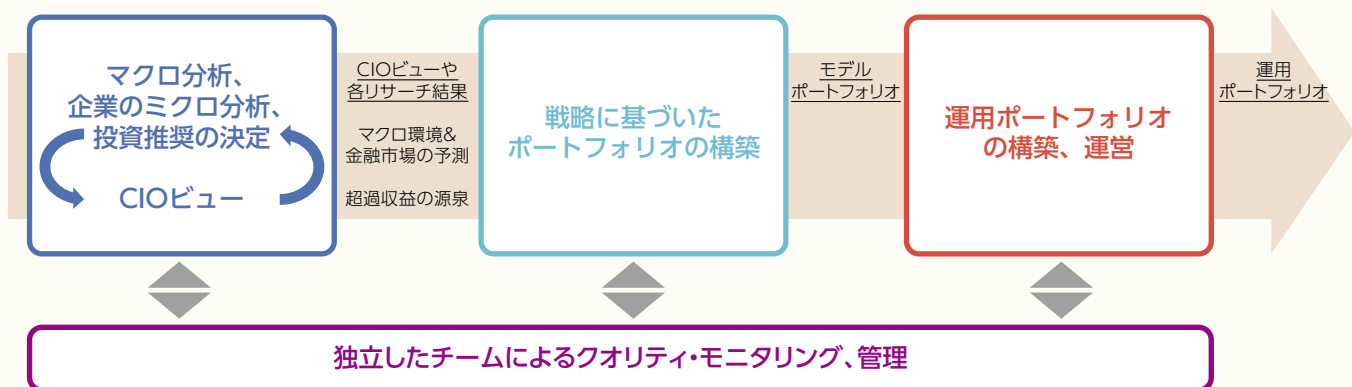 マクロ分析、
企業のミクロ分析、
投資推奨の決定
CIOビュー
CIOビューや
各リサーチ結果
マクロ環境&
金融市場の予測
超過収益の源泉
戦略に基づいた
ポートフォリオの構築
モデル
ポートフォリオ
運用ポートフォリオ
の構築、運営
運用
ポートフォリオ
独立したチームによるクオリティ・モニタリング、管理